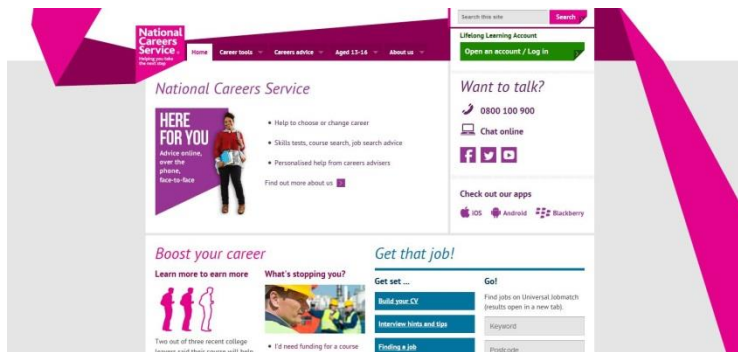 Search this site
Search
National
Careers
Service
Helping you take
the next step
Home
Career tools
Careers advice
Aged 13-16
About us
Lifelong Learning Account
Open an account / Log in
National Careers Service
HERE
FOR YOU
Advice online,
over the
phone,
face-to-face
• Help to choose or change career
• Skills tests, course search, job search advice
• Personalised help from careers advisers
Find out more about us
Want to talk?
0800 100 900
Chat online
Check out our apps
iOS
Android
Blackberry
Boost your career
Learn more to earn more
Two out of three recent college
leavers said their course will help
What's stopping you?
• I'd need funding for a course
Get that job!
Get set ...
Build your CV
Interview hints and tips
Finding a job
Go!
Find jobs on Universal Jobmatch
(results open in a new tab).
Keyword
Postcode